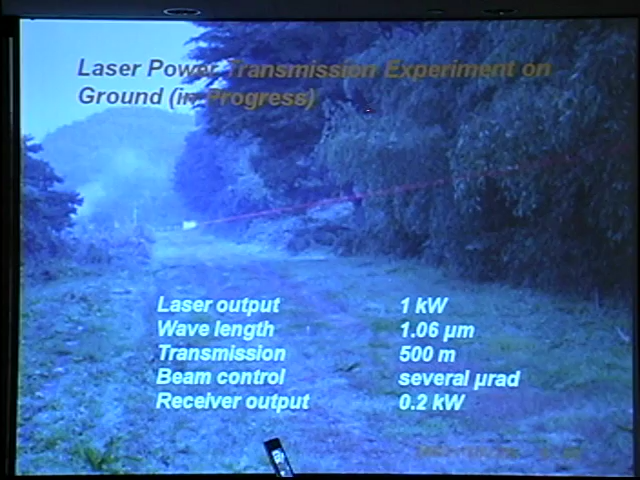 Laser Power Transmission Experiment on
Ground (in Progress)
Laser output 1 kW
Wave length 1.06 μm
Transmission 500 m
Beam control several μrad
Receiver output 0.2 kW